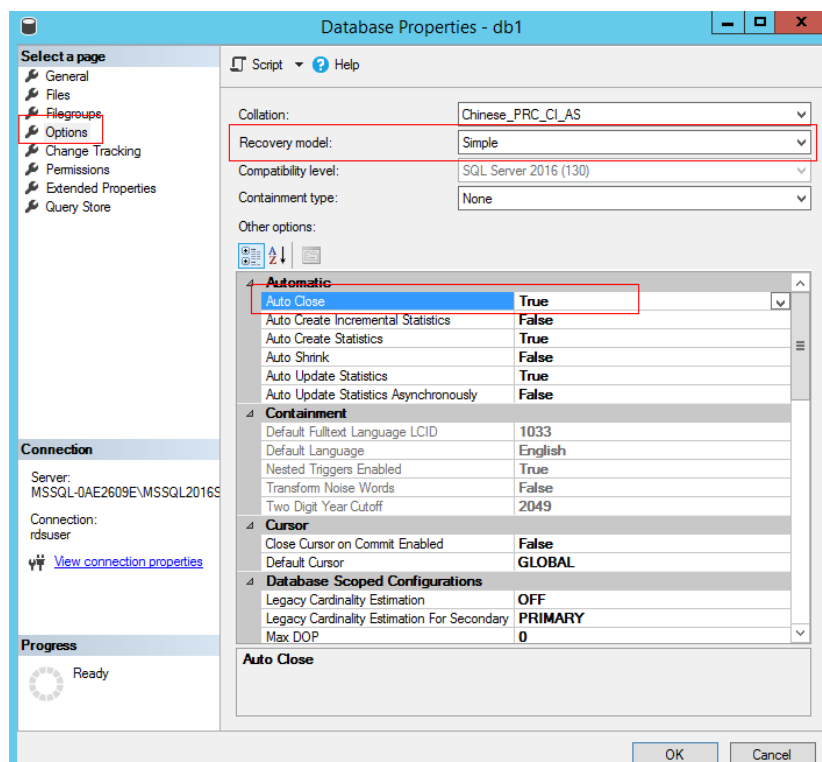 Database Properties - db1
Select a page
General
Files
Filegroups
Options
Change Tracking
Permissions
Extended Properties
Query Store
Script
Help
Collation: Chinese_PRC_CI_AS
Recovery model: Simple
Compatibility level: SQL Server 2016 (130)
Containment type: None
Other options:
Automatic
Auto Close True
Auto Create Incremental Statistics False
Auto Create Statistics True
Auto Shrink False
Auto Update Statistics True
Auto Update Statistics Asynchronously False
Containment
Default Fulltext Language LCID 1033
Default Language English
Nested Triggers Enabled True
Transform Noise Words False
Two Digit Year Cutoff 2049
Cursor
Close Cursor on Commit Enabled False
Default Cursor GLOBAL
Database Scoped Configurations
Legacy Cardinality Estimation OFF
Legacy Cardinality Estimation For Secondary PRIMARY
Max DOP 0
Auto Close
Connection
Server:
MSSQL-0AE2609E\MSSQL2016S
Connection:
rdsuser
View connection properties
Progress
Ready
OK
Cancel